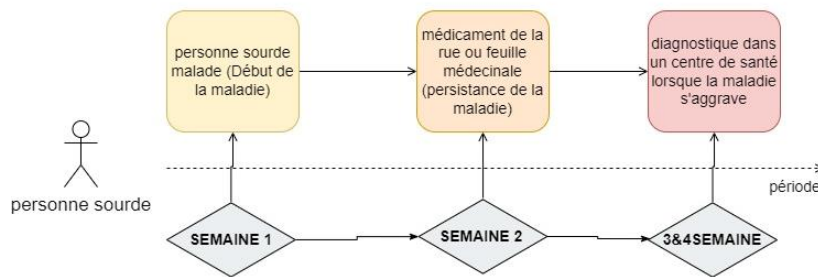 personne sourde
malade (Début de
la maladie)
médicament de la
rue ou feuille
médecinale
(persistance de la
maladie)
diagnostique dans
un centre de santé
lorsque la maladie
s'aggrave
personne sourde
période
SEMAINE 1
SEMAINE 2
3&4SEMAINE